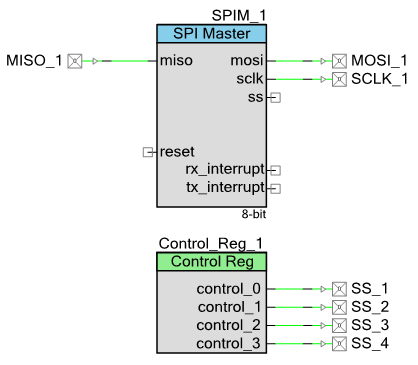 SPIM_1
SPI Master
MISO_1 miso mosi MOSI_1
sclk SCLK_1
ss
reset
rx_interrupt
tx_interrupt
8-bit
Control_Reg_1
Control Reg
control_0 SS_1
control_1 SS_2
control_2 SS_3
control_3 SS_4